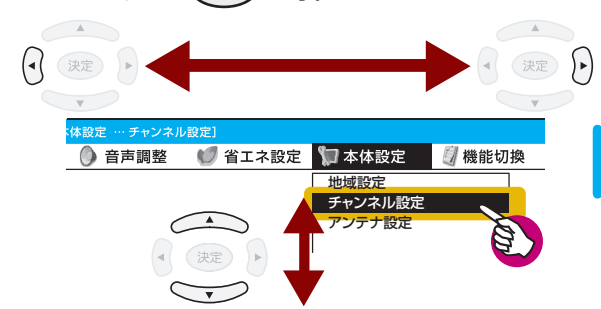 決定 決定
本体設定 … チャンネル設定]
音声調整 省エネ設定 本体設定 機能切換
地域設定
チャンネル設定
アンテナ設定
決定